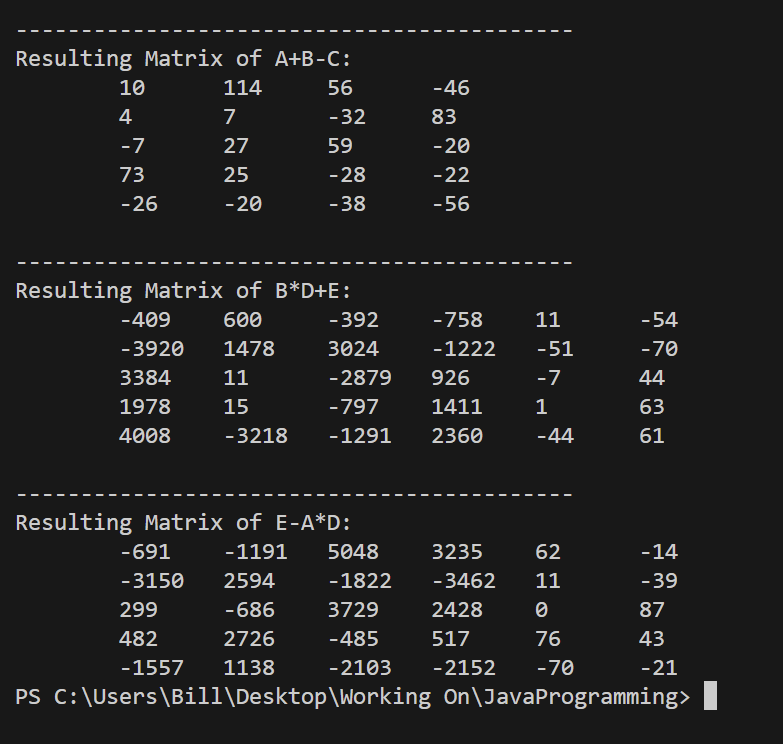 -------------------------------------------
Resulting Matrix of A+B-C:
10 114 56 -46
4 7 -32 83
-7 27 59 -20
73 25 -28 -22
-26 -20 -38 -56
-------------------------------------------
Resulting Matrix of B*D+E:
-409 600 -392 -758 11 -54
-3920 1478 3024 -1222 -51 -70
3384 11 -2879 926 -7 44
1978 15 -797 1411 1 63
4008 -3218 -1291 2360 -44 61
-------------------------------------------
Resulting Matrix of E-A*D:
-691 -1191 5048 3235 62 -14
-3150 2594 -1822 -3462 11 -39
299 -686 3729 2428 0 87
482 2726 -485 517 76 43
-1557 1138 -2103 -2152 -70 -21
PS C:\Users\Bill\Desktop\Working On\JavaProgramming>